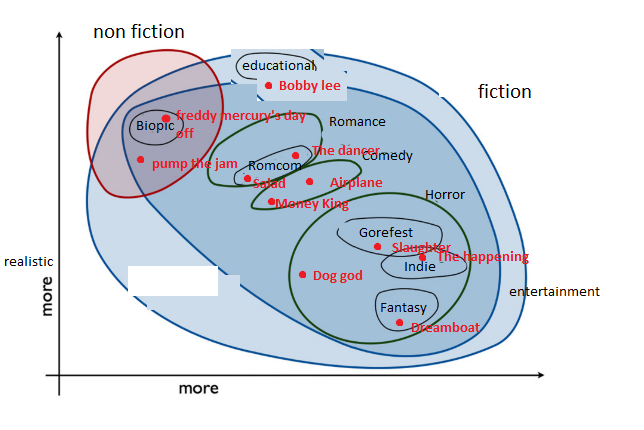 non fiction
educational
Bobby lee
fiction
freddy mercury's day
off
Biopic
Romance
The dancer
Comedy
pump the jam
Romcom
Salad
Airplane
Money King
Horror
Gorefest
Slaughter
The happening
Indie
realistic
Dog god
entertainment
more
Fantasy
Dreamboat
more